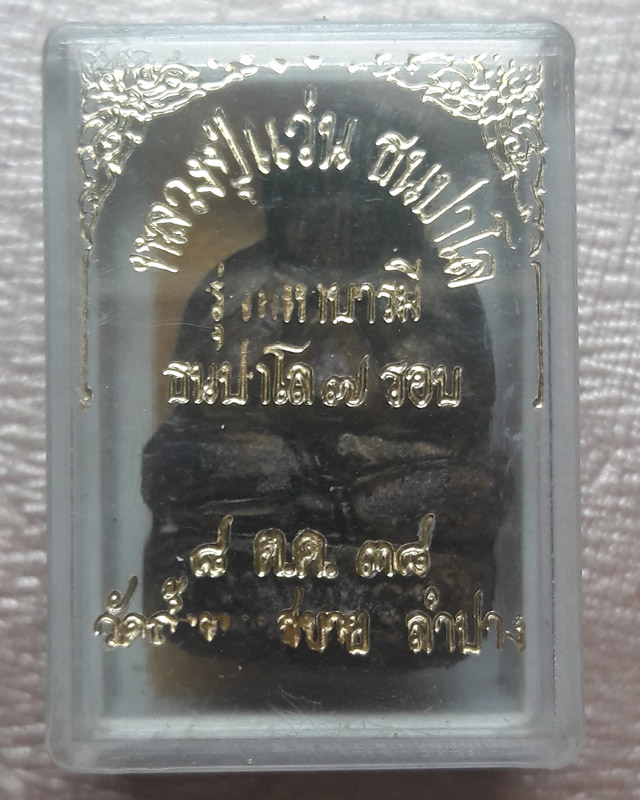 หลวงปู่แว่น ธนปาโล
รุ่น มหาบารมี
ธนปาโล ๗ รอบ
๘ ต.ค. ๓๘
ลำปาง